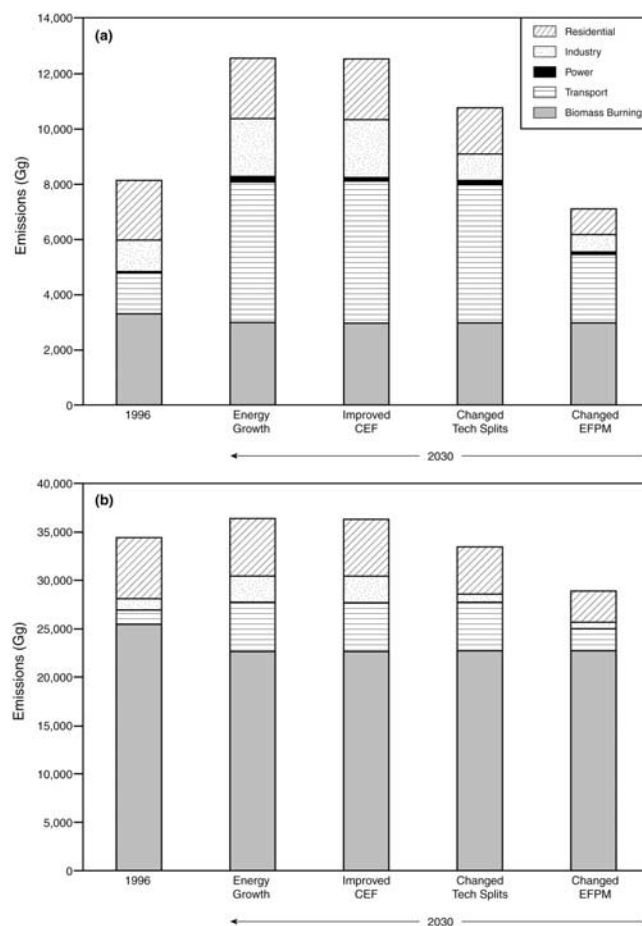 (a)
Residential
Industry
Power
Transport
Biomass Burning
14,000
12,000
10,000
8,000
6,000
4,000
2,000
0
Emissions (Gg)
1996
Energy
Growth
Improved
CEF
Changed
Tech Splits
Changed
EFPM
2030
(b)
40,000
35,000
30,000
25,000
20,000
15,000
10,000
5,000
0
Emissions (Gg)
1996
Energy
Growth
Improved
CEF
Changed
Tech Splits
Changed
EFPM
2030